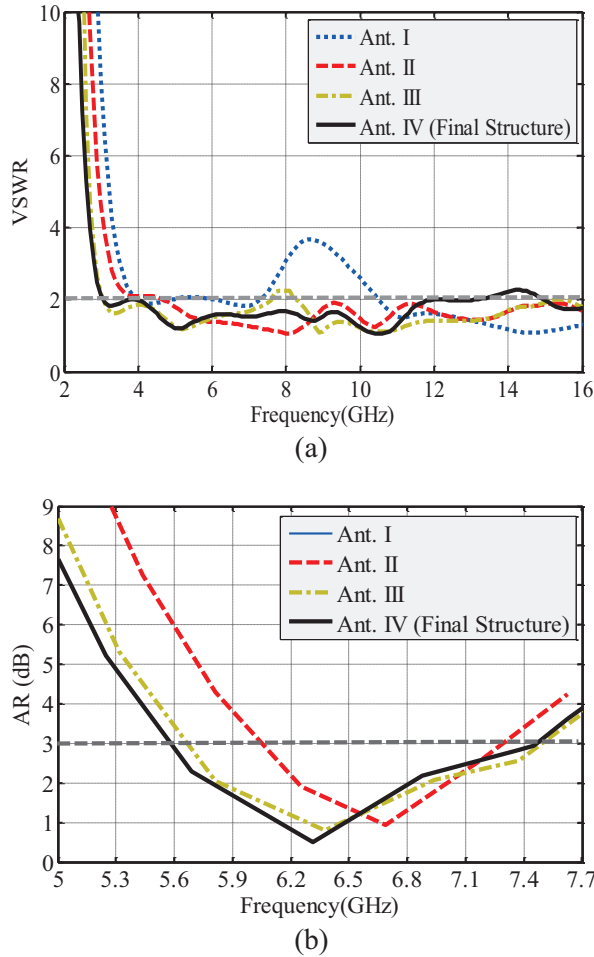 10
8
6
4
2
0
VSWR
Ant. I
Ant. II
Ant. III
Ant. IV (Final Structure)
2 4 6 8 10 12 14 16
Frequency(GHz)
(a)
9
8
7
6
5
4
3
2
1
0
AR (dB)
Ant. I
Ant. II
Ant. III
Ant. IV (Final Structure)
5 5.3 5.6 5.9 6.2 6.5 6.8 7.1 7.4 7.7
Frequency(GHz)
(b)